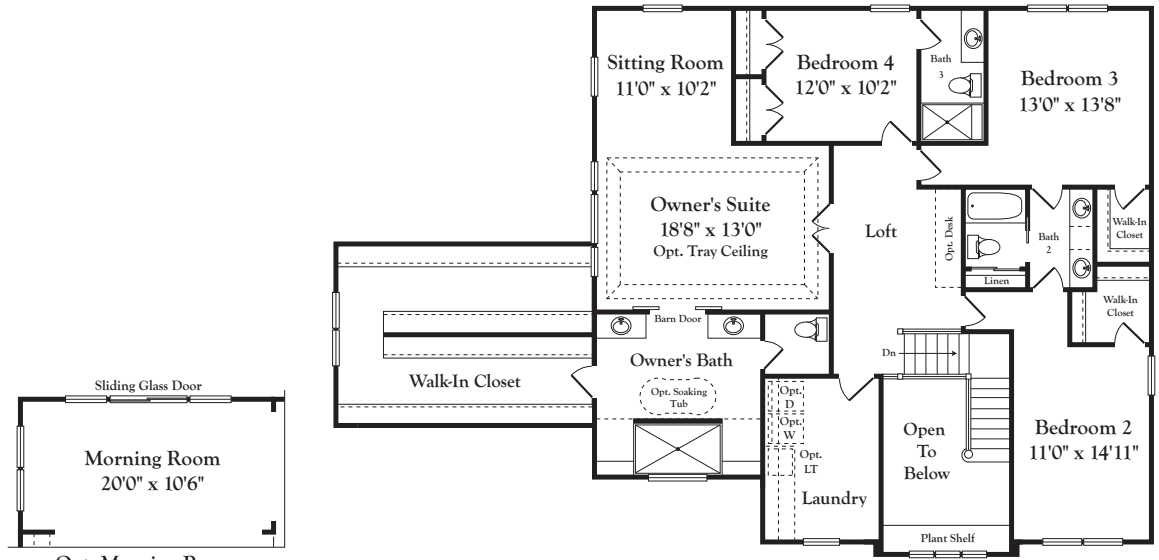 Sitting Room
11'0" x 10'2"
Bedroom 4
12'0" x 10'2"
Bath
3
Bedroom 3
13'0" x 13'8"
Owner's Suite
18'8" x 13'0"
Opt. Tray Ceiling
Loft
Opt. Desk
Bath
2
Linen
Walk-In
Closet
Walk-In
Closet
Barn Door
Owner's Bath
Opt. Soaking
Tub
Walk-In Closet
Dn
Opt.
D
Opt.
W
Opt.
LT
Laundry
Open
To
Below
Plant Shelf
Bedroom 2
11'0" x 14'11"
Sliding Glass Door
Morning Room
20'0" x 10'6"